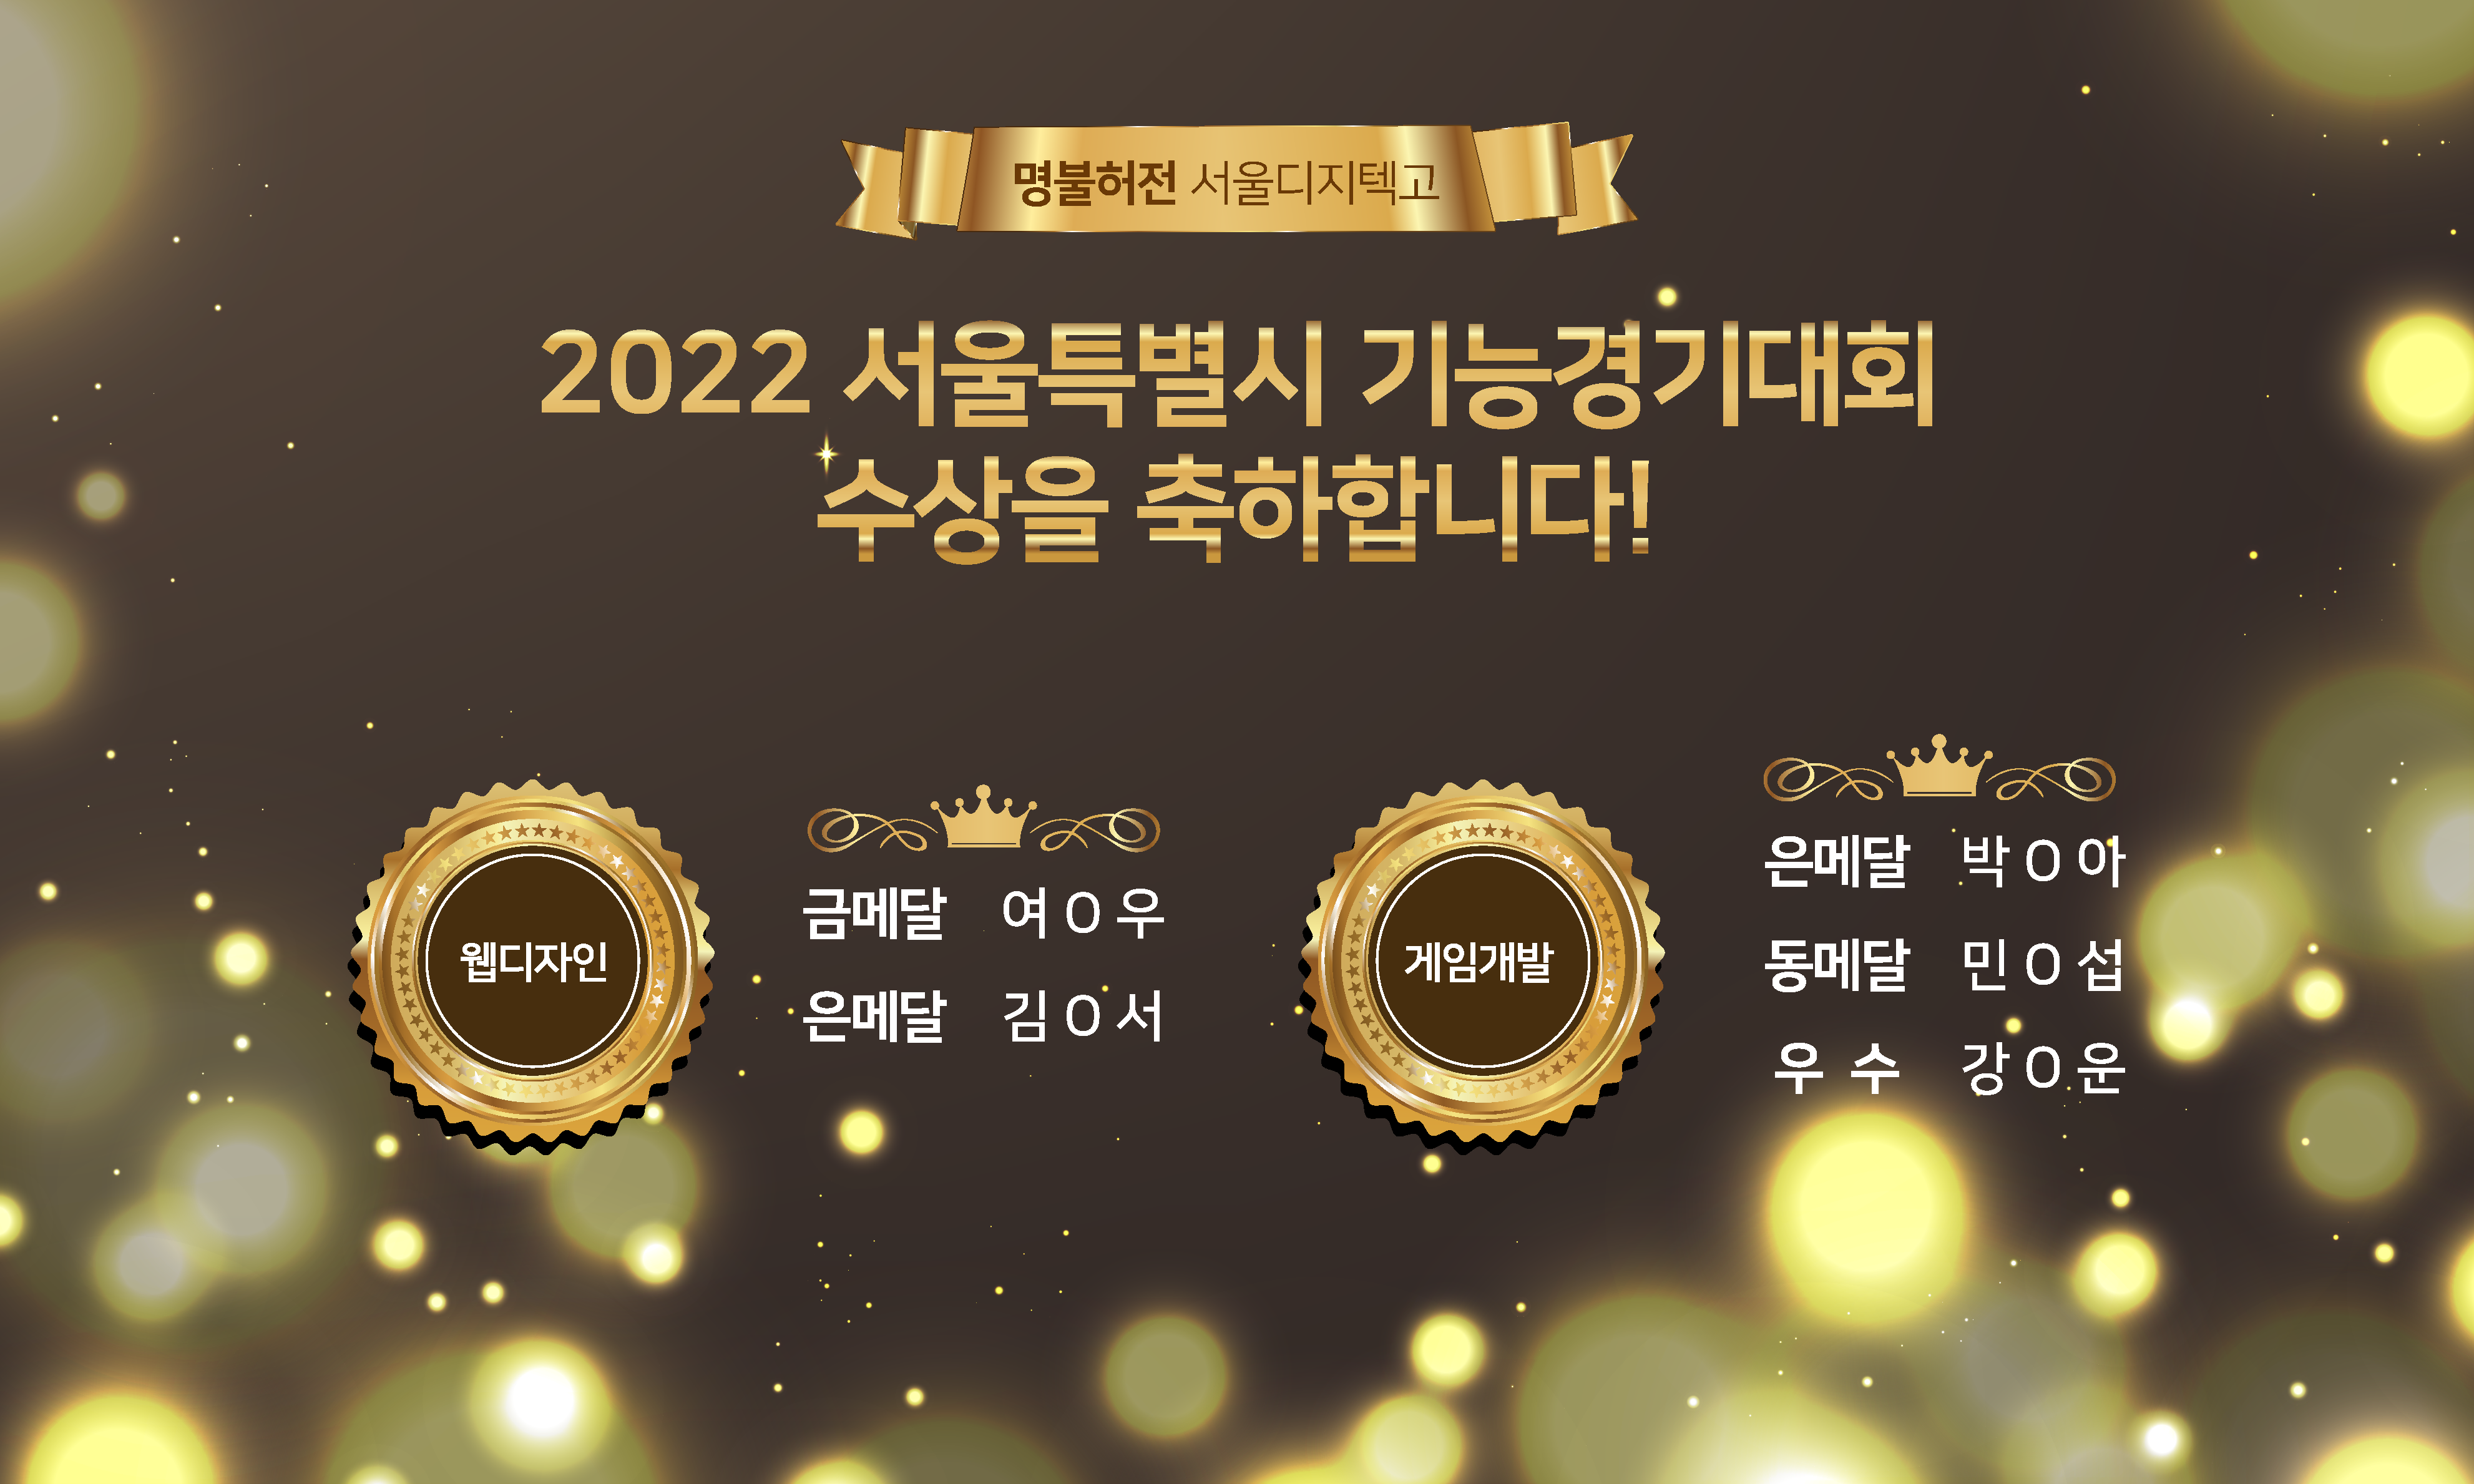 명불허전 서울디지텍고
2022 서울특별시 기능경기대회
수상을 축하합니다!
웹디자인
금메달 여 O 우
은메달 김 O 서
게임개발
은메달 박 O 아
동메달 민 O 섭
우 수 강 O 운